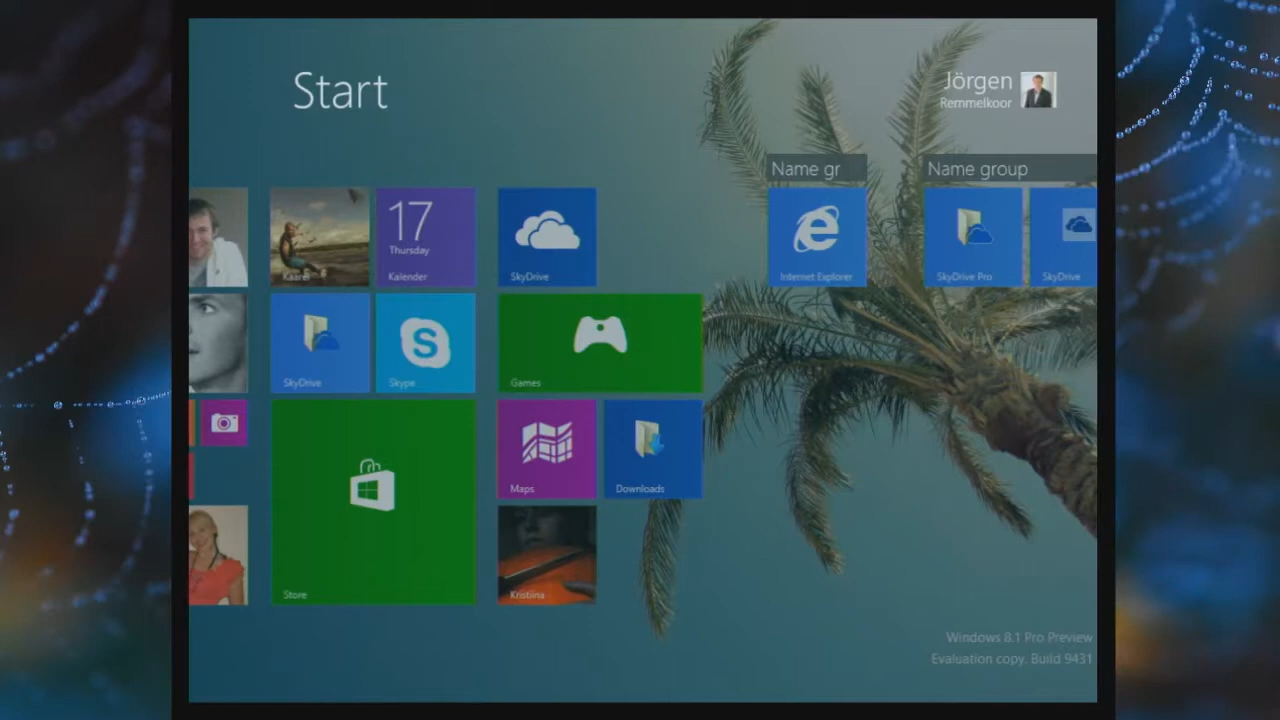 Start
Jörgen
Remmelkoor
Name gr
Name group
17
Thursday
Kalender
SkyDrive
Internet Explorer
SkyDrive Pro
SkyDrive
SkyDrive
Skype
Games
Store
Maps
Downloads
Kristiina
Windows 8.1 Pro Preview
Evaluation copy. Build 9431